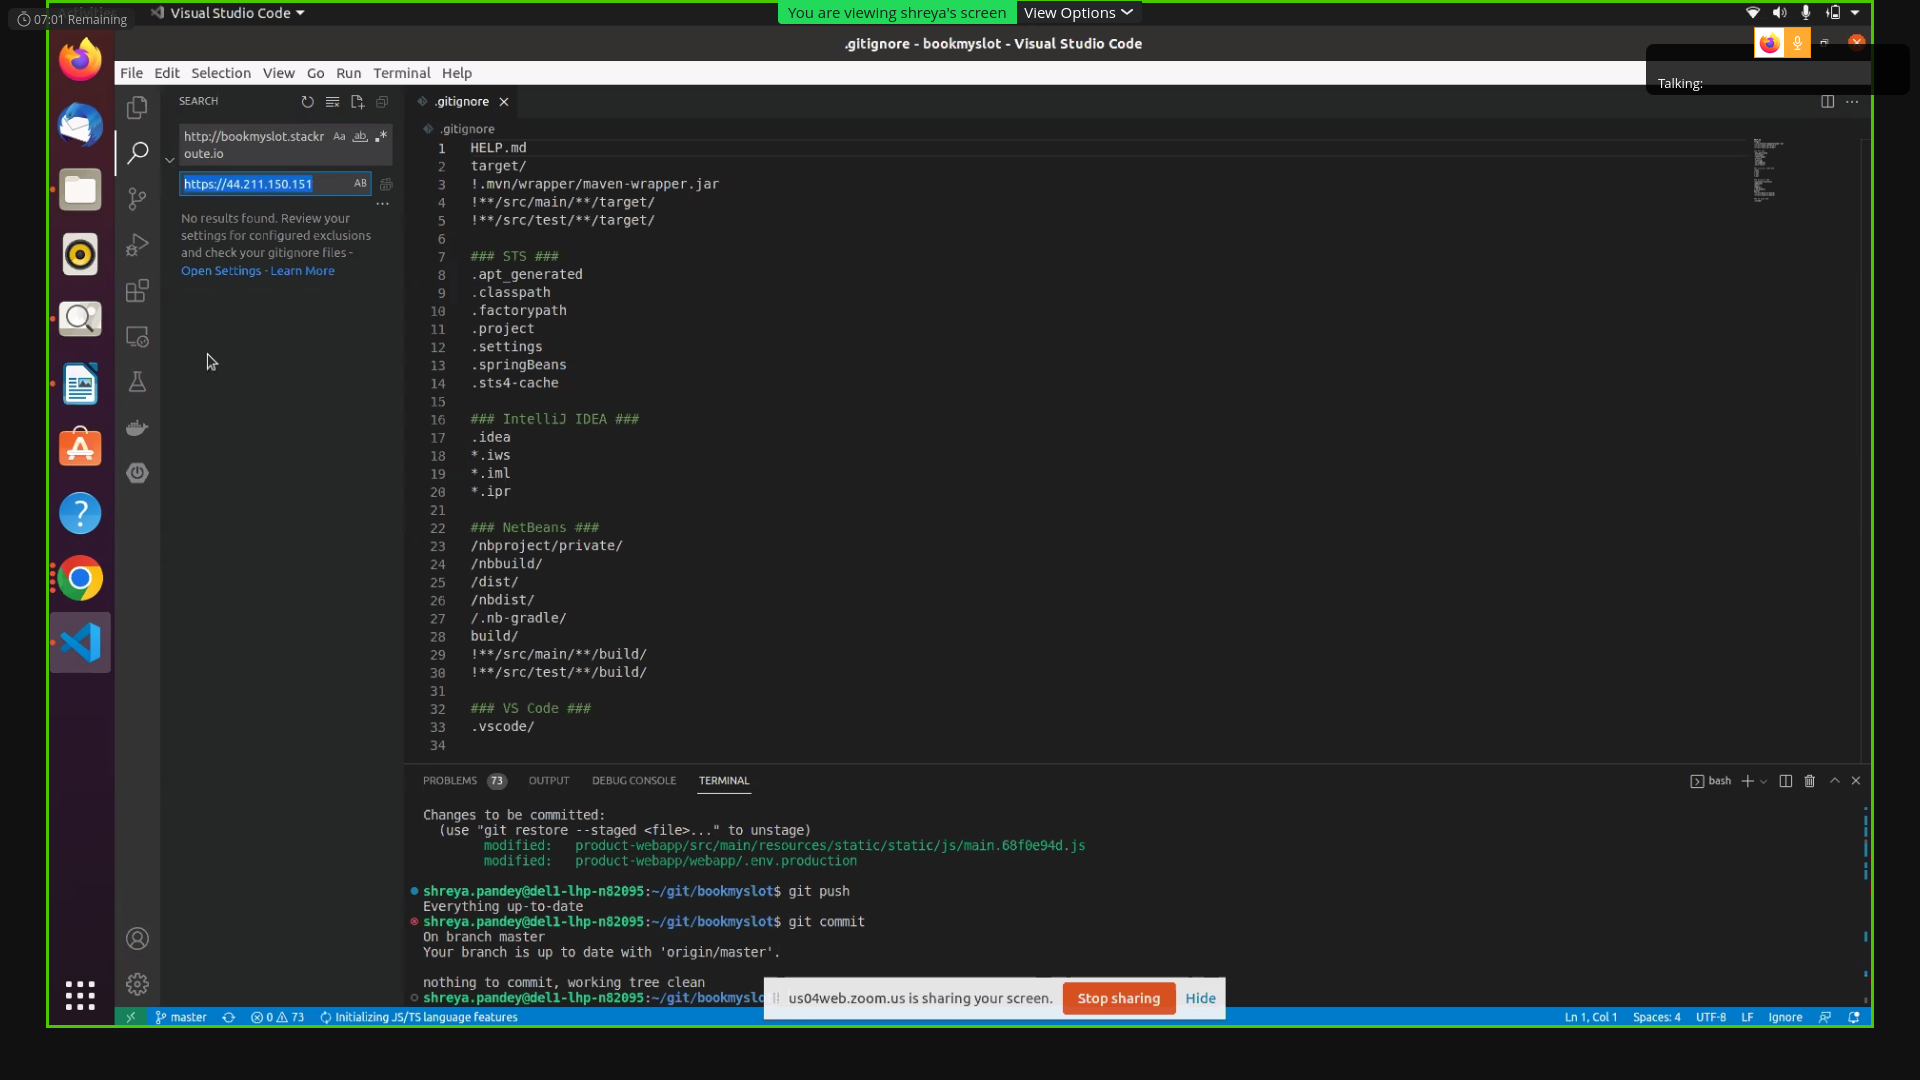 07:01 Remaining
Activities
Visual Studio Code
You are viewing shreya's screen
View Options
.gitignore - bookmyslot - Visual Studio Code
Talking:
File Edit Selection View Go Run Terminal Help
SEARCH
http://bookmyslot.stackr
oute.io
Aa ab .*
https://44.211.150.151
AB
No results found. Review your
settings for configured exclusions
and check your gitignore files -
Open Settings - Learn More
.gitignore
.gitignore
1 HELP.md
2 target/
3 !.mvn/wrapper/maven-wrapper.jar
4 !**/src/main/**/target/
5 !**/src/test/**/target/
6
7 ### STS ###
8 .apt_generated
9 .classpath
10 .factorypath
11 .project
12 .settings
13 .springBeans
14 .sts4-cache
15
16 ### IntelliJ IDEA ###
17 .idea
18 *.iws
19 *.iml
20 *.ipr
21
22 ### NetBeans ###
23 /nbproject/private/
24 /nbbuild/
25 /dist/
26 /nbdist/
27 /.nb-gradle/
28 build/
29 !**/src/main/**/build/
30 !**/src/test/**/build/
31
32 ### VS Code ###
33 .vscode/
34
PROBLEMS 73 OUTPUT DEBUG CONSOLE TERMINAL
bash
Changes to be committed:
(use "git restore --staged <file>..." to unstage)
modified: product-webapp/src/main/resources/static/static/js/main.68f0e94d.js
modified: product-webapp/webapp/.env.production
shreya.pandey@del1-lhp-n82095:~/git/bookmyslot$ git push
Everything up-to-date
shreya.pandey@del1-lhp-n82095:~/git/bookmyslot$ git commit
On branch master
Your branch is up to date with 'origin/master'.
nothing to commit, working tree clean
shreya.pandey@del1-lhp-n82095:~/git/bookmyslo
us04web.zoom.us is sharing your screen.
Stop sharing
Hide
master
0 73
Initializing JS/TS language features
Ln 1, Col 1 Spaces: 4 UTF-8 LF Ignore